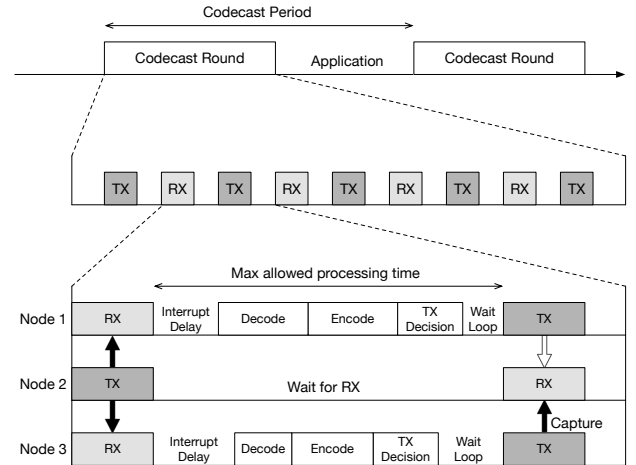 Codecast Period
Codecast Round Application Codecast Round
TX RX TX RX TX RX TX RX TX
Max allowed processing time
Node 1 RX Interrupt Delay Decode Encode TX Decision Wait Loop TX
Node 2 TX Wait for RX RX
Capture
Node 3 RX Interrupt Delay Decode Encode TX Decision Wait Loop TX